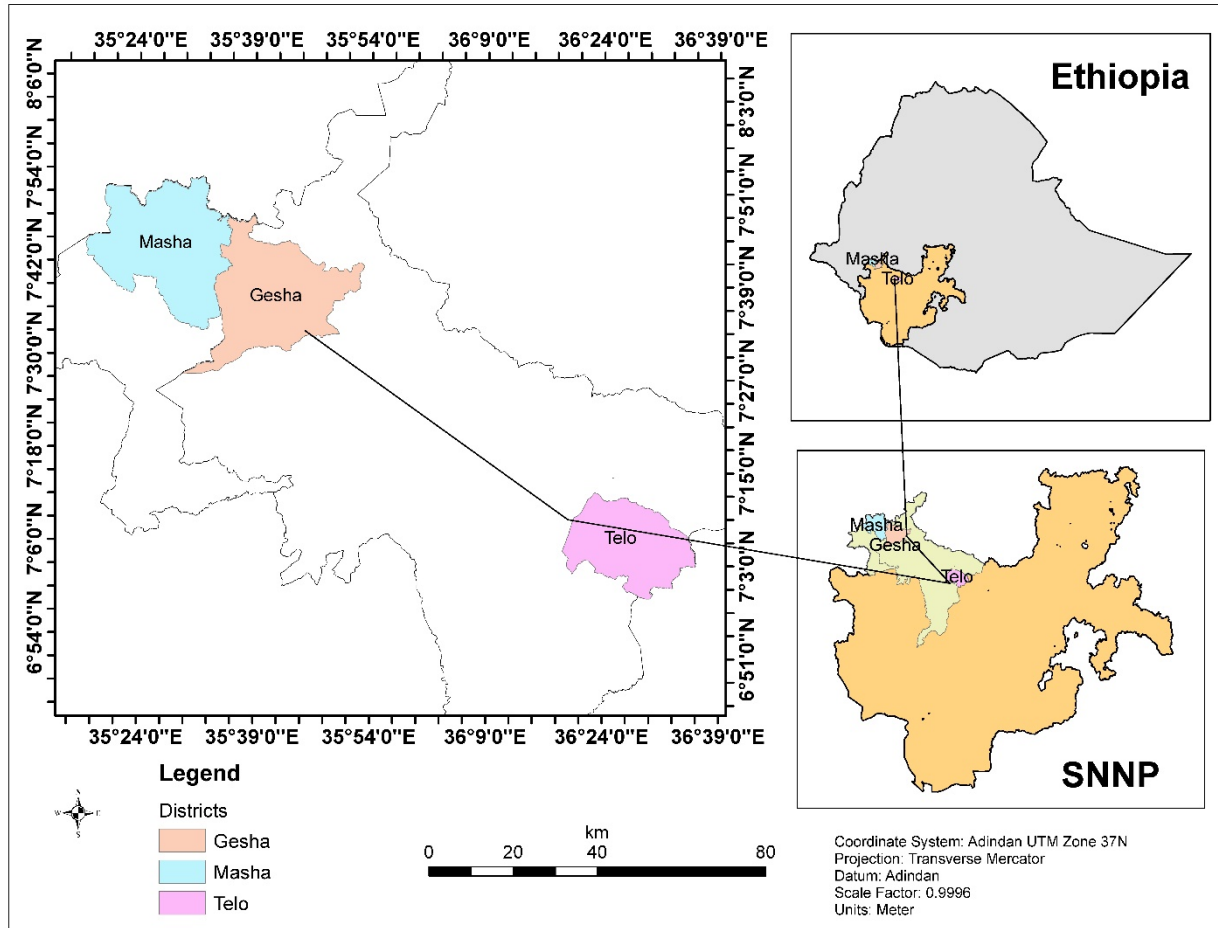 35°24'0"E 35°39'0"E 35°54'0"E 36°9'0"E 36°24'0"E 36°39'0"E
8°6'0"N
7°54'0"N
7°42'0"N
7°30'0"N
7°18'0"N
7°6'0"N
6°54'0"N
Masha
Gesha
Telo
8°3'0"N
7°51'0"N
7°39'0"N
7°27'0"N
7°15'0"N
7°3'0"N
6°51'0"N
35°24'0"E 35°39'0"E 35°54'0"E 36°9'0"E 36°24'0"E 36°39'0"E
Ethiopia
Masha
Telo
Masha
Gesha
Telo
SNNP
Legend
Districts
Gesha
Masha
Telo
N
W E
S
km
0 20 40 80
Coordinate System: Adindan UTM Zone 37N
Projection: Transverse Mercator
Datum: Adindan
Scale Factor: 0.9996
Units: Meter